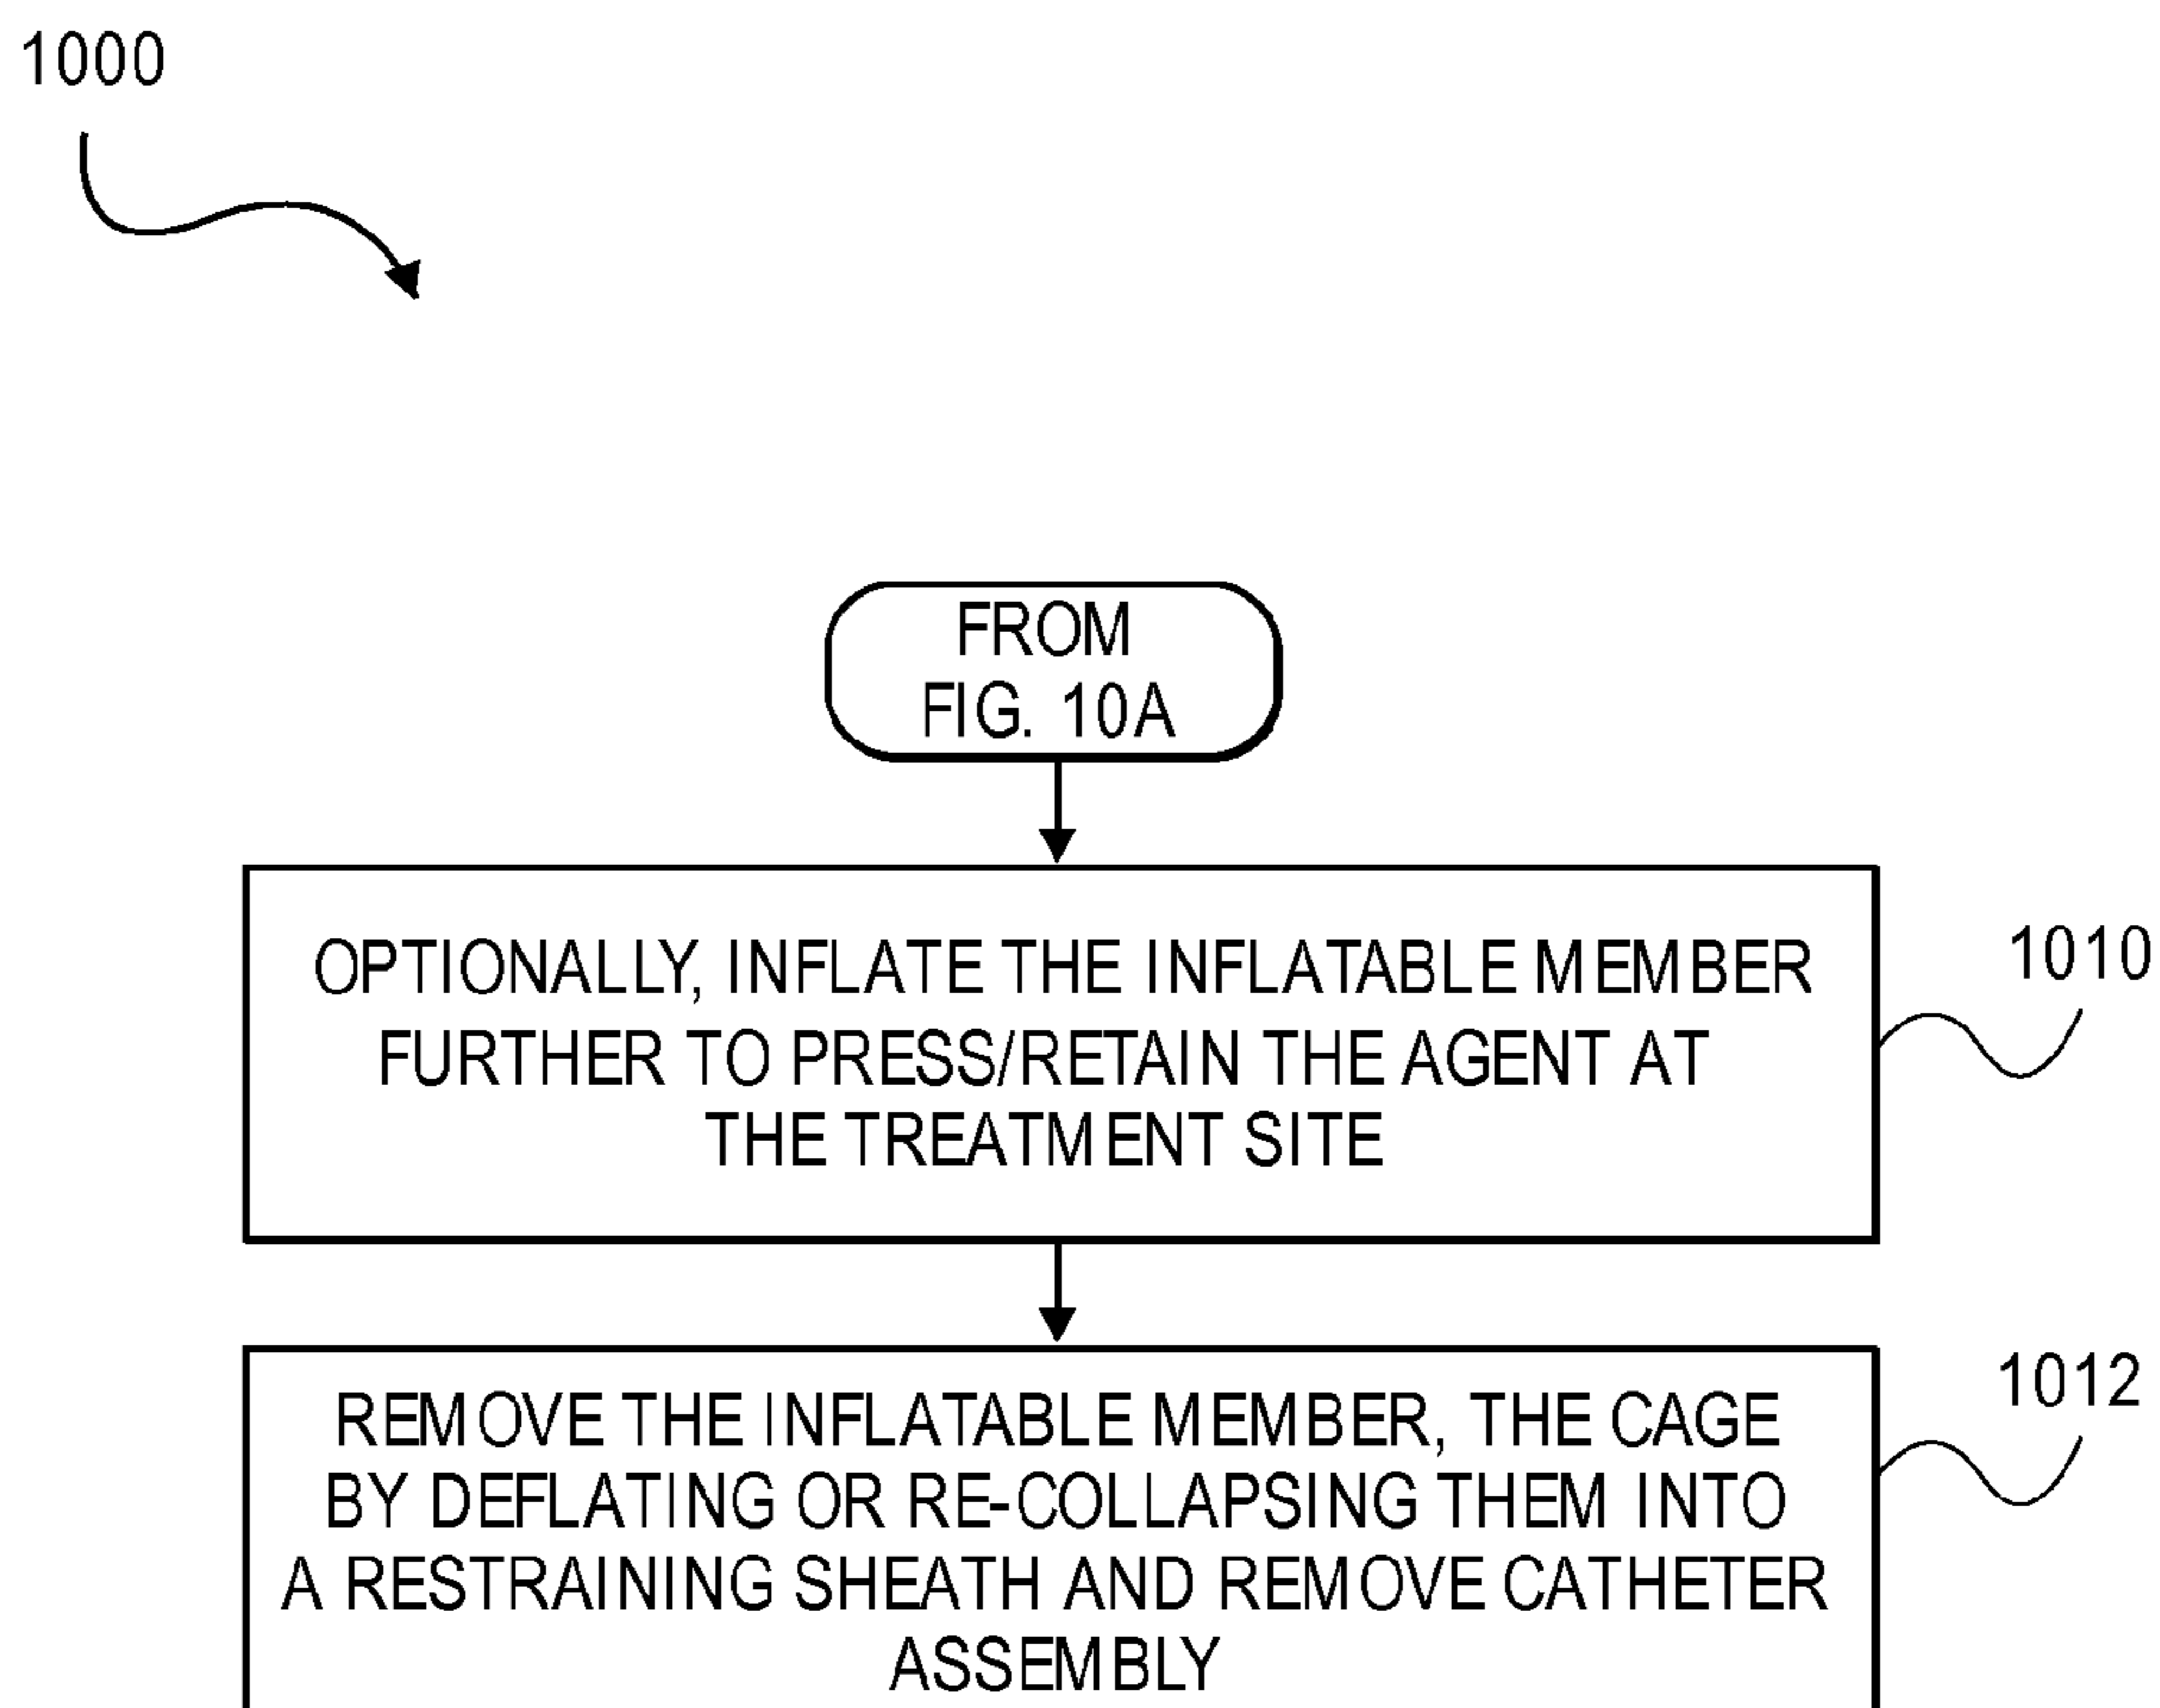 1000
FROM
FIG. 10A
OPTIONALLY, INFLATE THE INFLATABLE MEMBER
FURTHER TO PRESS/RETAIN THE AGENT AT
THE TREATMENT SITE
1010
REMOVE THE INFLATABLE MEMBER, THE CAGE
BY DEFLATING OR RE-COLLAPSING THEM INTO
A RESTRAINING SHEATH AND REMOVE CATHETER
ASSEMBLY
1012